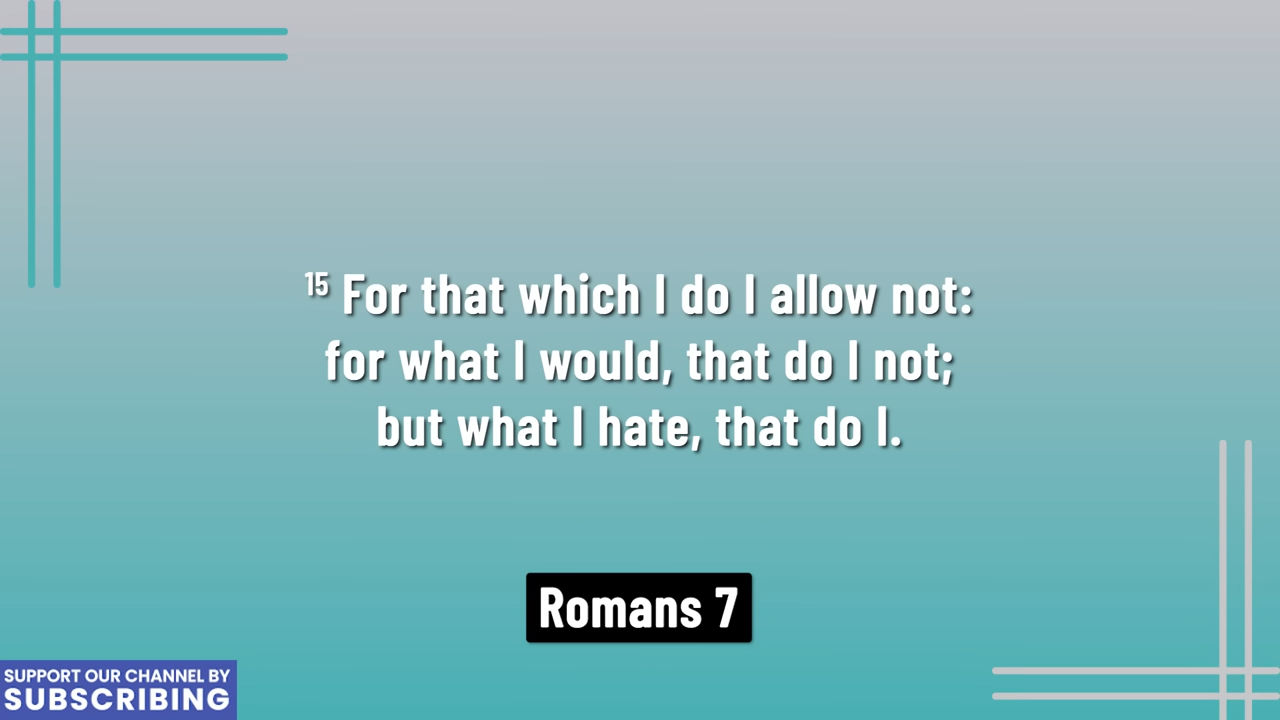 15 For that which I do I allow not:
for what I would, that do I not;
but what I hate, that do I.
Romans 7
SUPPORT OUR CHANNEL BY
SUBSCRIBING